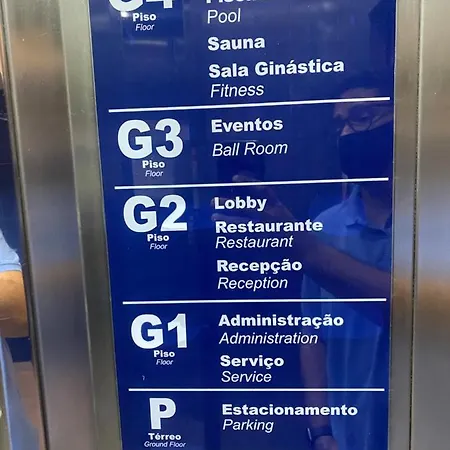 G4
Piso
Floor
Pool
Sauna
Sala Ginástica
Fitness
G3
Piso
Floor
Eventos
Ball Room
G2
Piso
Floor
Lobby
Restaurante
Restaurant
Recepção
Reception
G1
Piso
Floor
Administração
Administration
Serviço
Service
P
Térreo
Ground Floor
Estacionamento
Parking